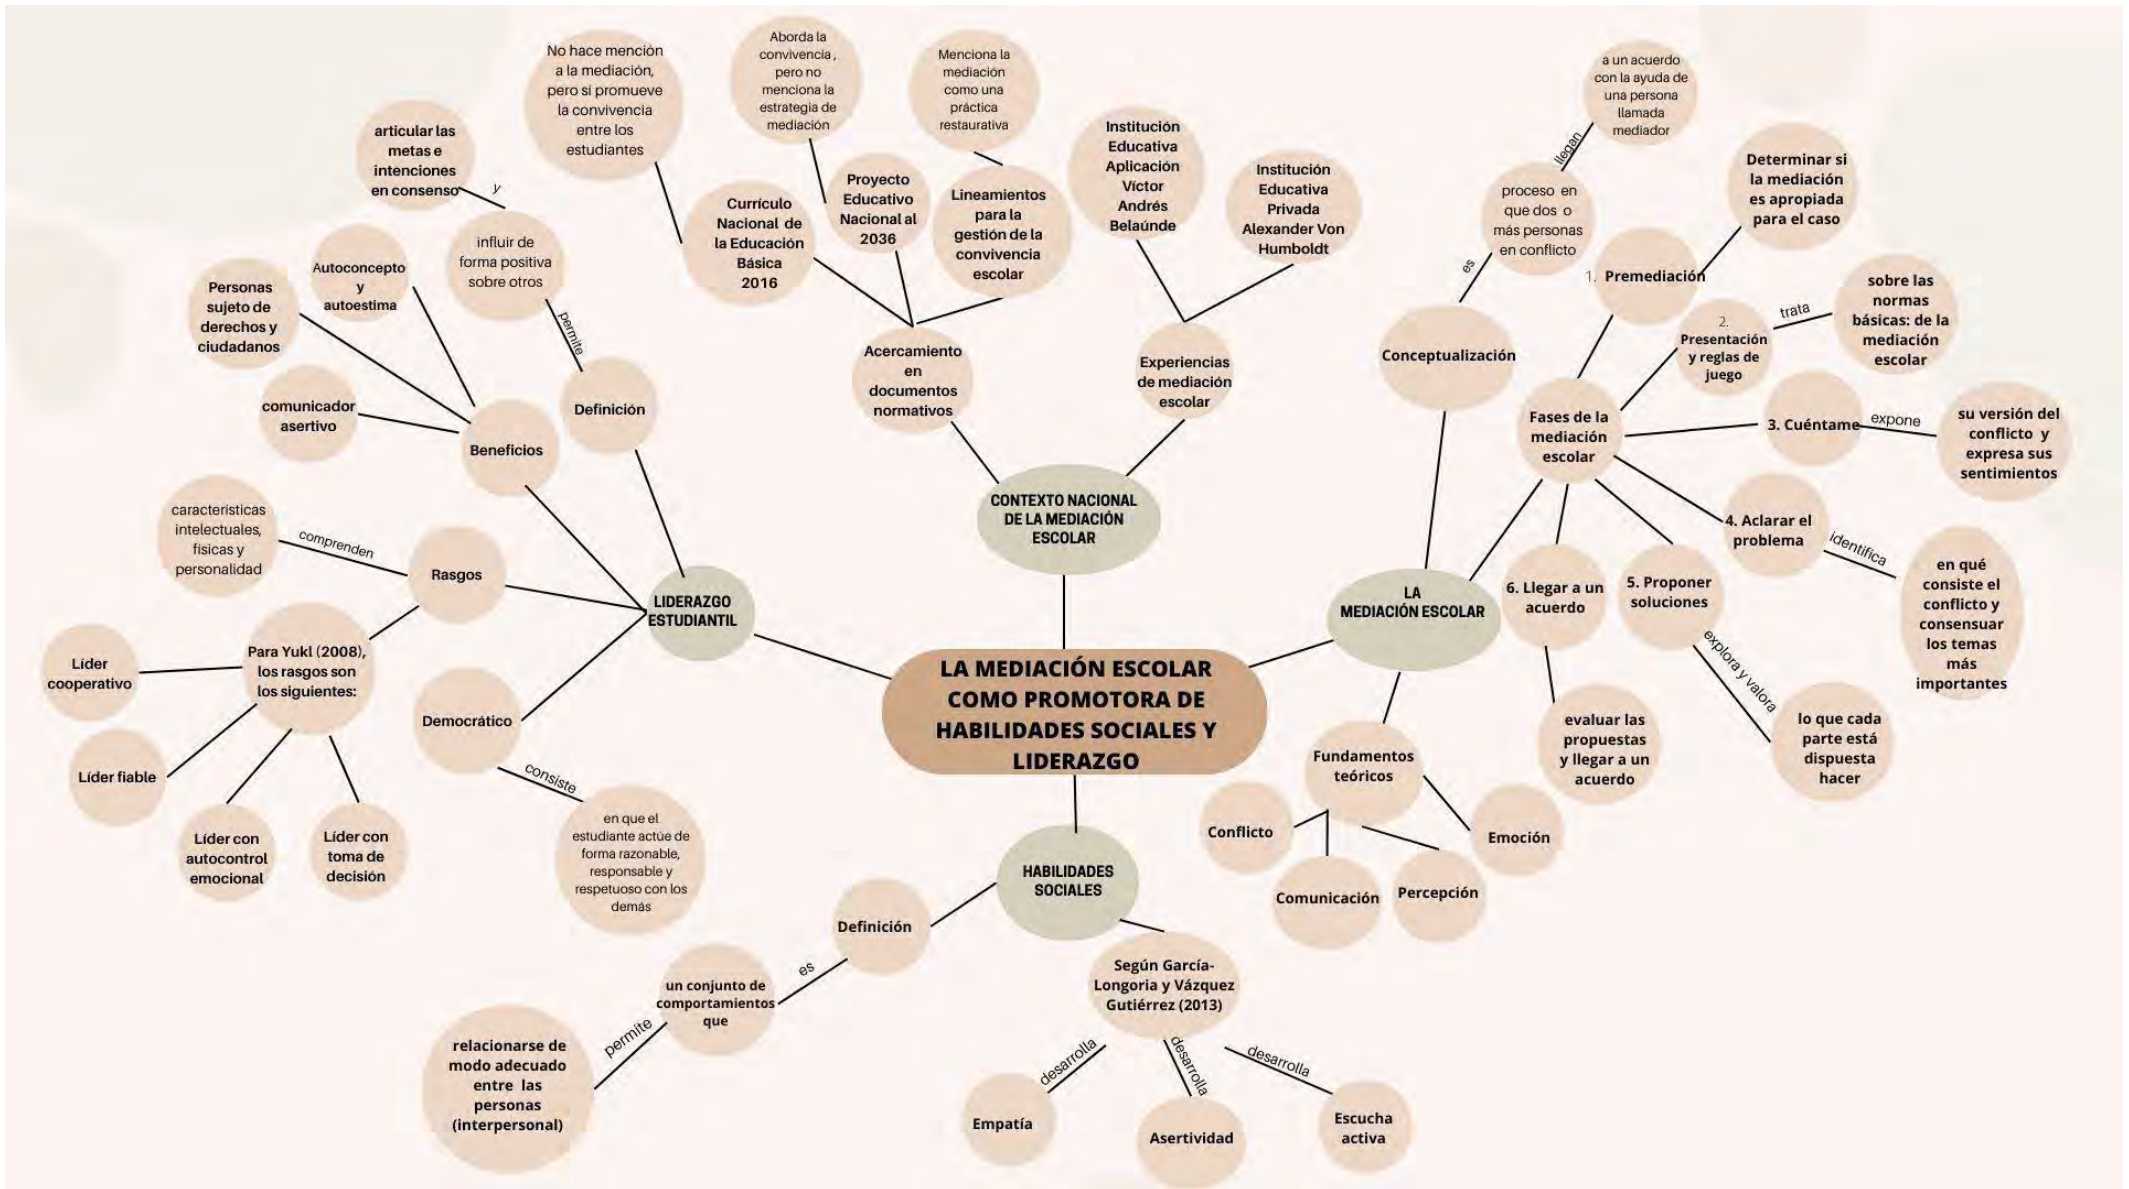 LA MEDIACIÓN ESCOLAR
COMO PROMOTORA DE
HABILIDADES SOCIALES Y
LIDERAZGO
CONTEXTO NACIONAL
DE LA MEDIACIÓN
ESCOLAR
Acercamiento
en
documentos
normativos
Currículo
Nacional de
la Educación
Básica
2016
No hace mención
a la mediación,
pero sí promueve
la convivencia
entre los
estudiantes
Proyecto
Educativo
Nacional al
2036
Aborda la
convivencia ,
pero no
menciona la
estrategia de
mediación
Lineamientos
para la
gestión de la
convivencia
escolar
Menciona la
mediación
como una
práctica
restaurativa
Experiencias
de mediación
escolar
Institución
Educativa
Aplicación
Víctor
Andrés
Belaúnde
Institución
Educativa
Privada
Alexander Von
Humboldt
LA
MEDIACIÓN ESCOLAR
Conceptualización
es
proceso en
que dos o
más personas
en conflicto
llegan
a un acuerdo
con la ayuda de
una persona
llamada
mediador
Fases de la
mediación
escolar
1. Premediación
Determinar si
la mediación
es apropiada
para el caso
2.
Presentación
y reglas de
juego
trata
sobre las
normas
básicas: de la
mediación
escolar
3. Cuéntame
expone
su versión del
conflicto y
expresa sus
sentimientos
4. Aclarar el
problema
identifica
en qué
consiste el
conflicto y
consensuar
los temas
más
importantes
5. Proponer
soluciones
explora y valora
lo que cada
parte está
dispuesta
hacer
6. Llegar a un
acuerdo
evaluar las
propuestas
y llegar a un
acuerdo
Fundamentos
teóricos
Conflicto
Comunicación
Percepción
Emoción
HABILIDADES
SOCIALES
Definición
es
un conjunto de
comportamientos
que
permite
relacionarse de
modo adecuado
entre las
personas
(interpersonal)
Según García-
Longoria y Vázquez
Gutiérrez (2013)
desarrolla
Empatía
desarrolla
Asertividad
desarrolla
Escucha
activa
LIDERAZGO
ESTUDIANTIL
Definición
permite
influir de
forma positiva
sobre otros
y
articular las
metas e
intenciones
en consenso
Beneficios
Autoconcepto
y
autoestima
Personas
sujeto de
derechos y
ciudadanos
comunicador
asertivo
Rasgos
comprenden
características
intelectuales,
físicas y
personalidad
Para Yukl (2008),
los rasgos son
los siguientes:
Líder
cooperativo
Líder fiable
Líder con
autocontrol
emocional
Líder con
toma de
decisión
Democrático
consiste
en que el
estudiante actúe de
forma razonable,
responsable y
respetuoso con los
demás